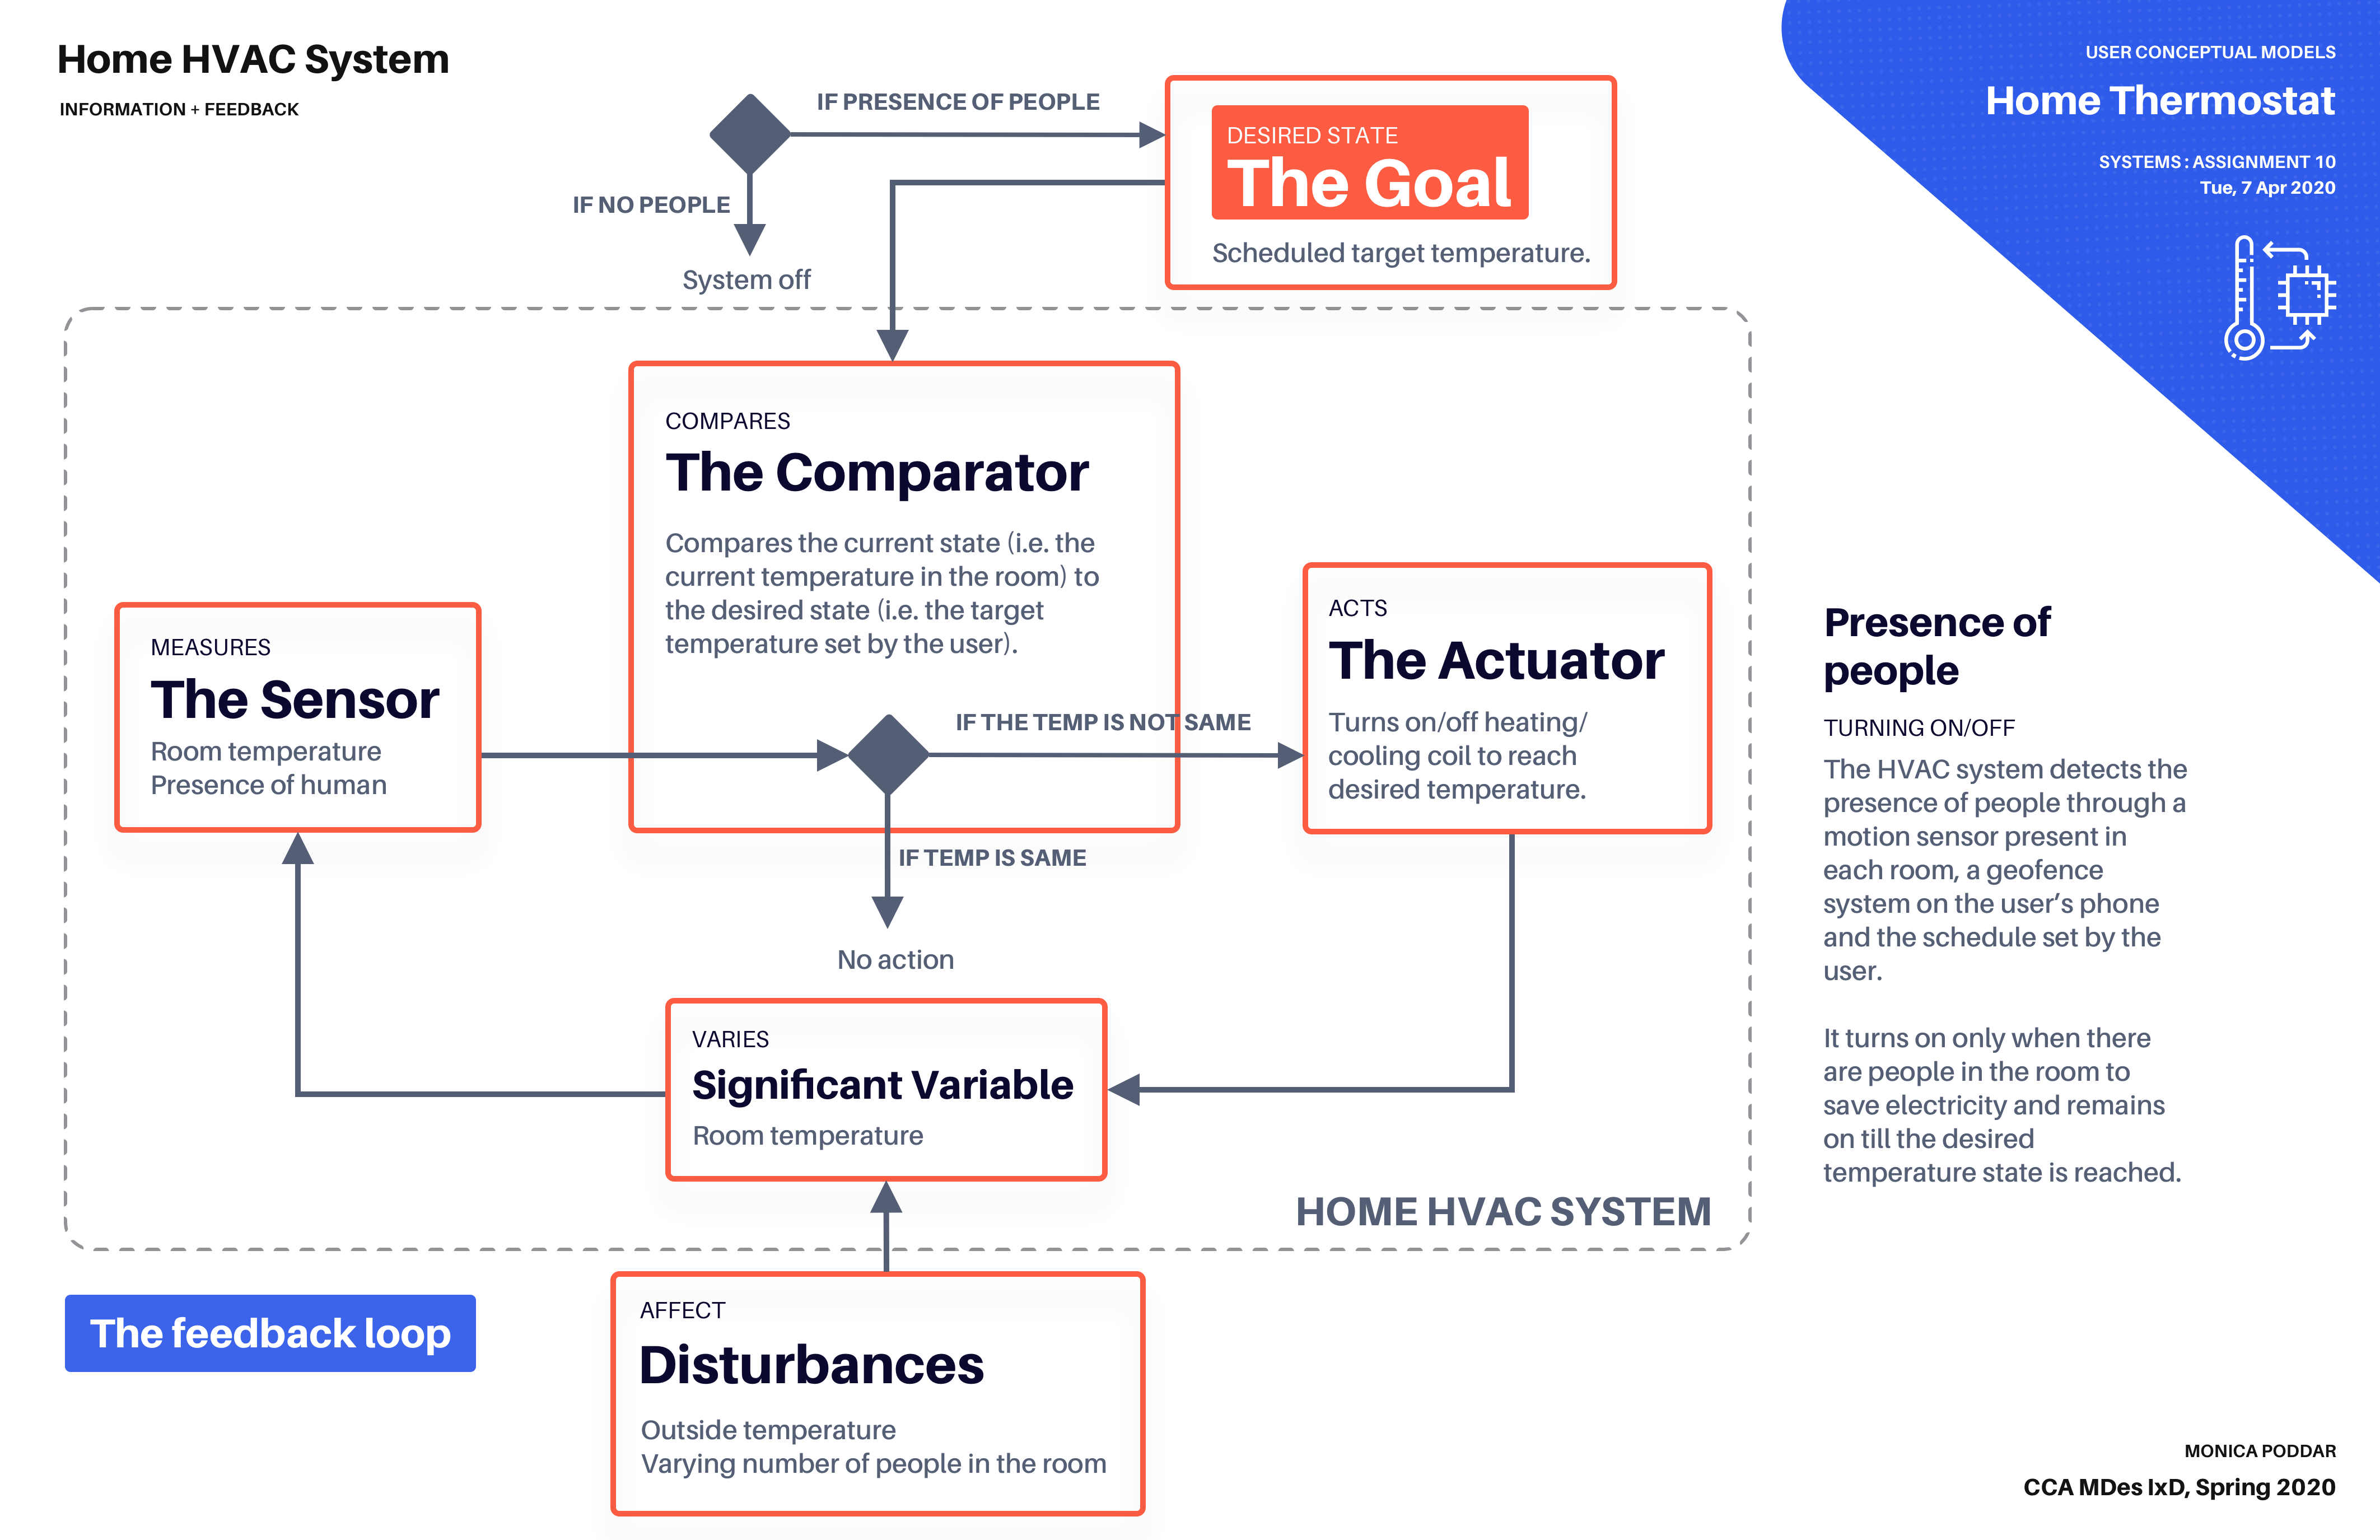 Home HVAC System
INFORMATION + FEEDBACK
USER CONCEPTUAL MODELS
Home Thermostat
SYSTEMS : ASSIGNMENT 10
Tue, 7 Apr 2020
IF PRESENCE OF PEOPLE
IF NO PEOPLE
System off
DESIRED STATE
The Goal
Scheduled target temperature.
COMPARES
The Comparator
Compares the current state (i.e. the
current temperature in the room) to
the desired state (i.e. the target
temperature set by the user).
MEASURES
The Sensor
Room temperature
Presence of human
IF THE TEMP IS NOT SAME
IF TEMP IS SAME
No action
ACTS
The Actuator
Turns on/off heating/
cooling coil to reach
desired temperature.
VARIES
Significant Variable
Room temperature
HOME HVAC SYSTEM
The feedback loop
AFFECT
Disturbances
Outside temperature
Varying number of people in the room
Presence of
people
TURNING ON/OFF
The HVAC system detects the
presence of people through a
motion sensor present in
each room, a geofence
system on the user’s phone
and the schedule set by the
user.
It turns on only when there
are people in the room to
save electricity and remains
on till the desired
temperature state is reached.
MONICA PODDAR
CCA MDes IxD, Spring 2020